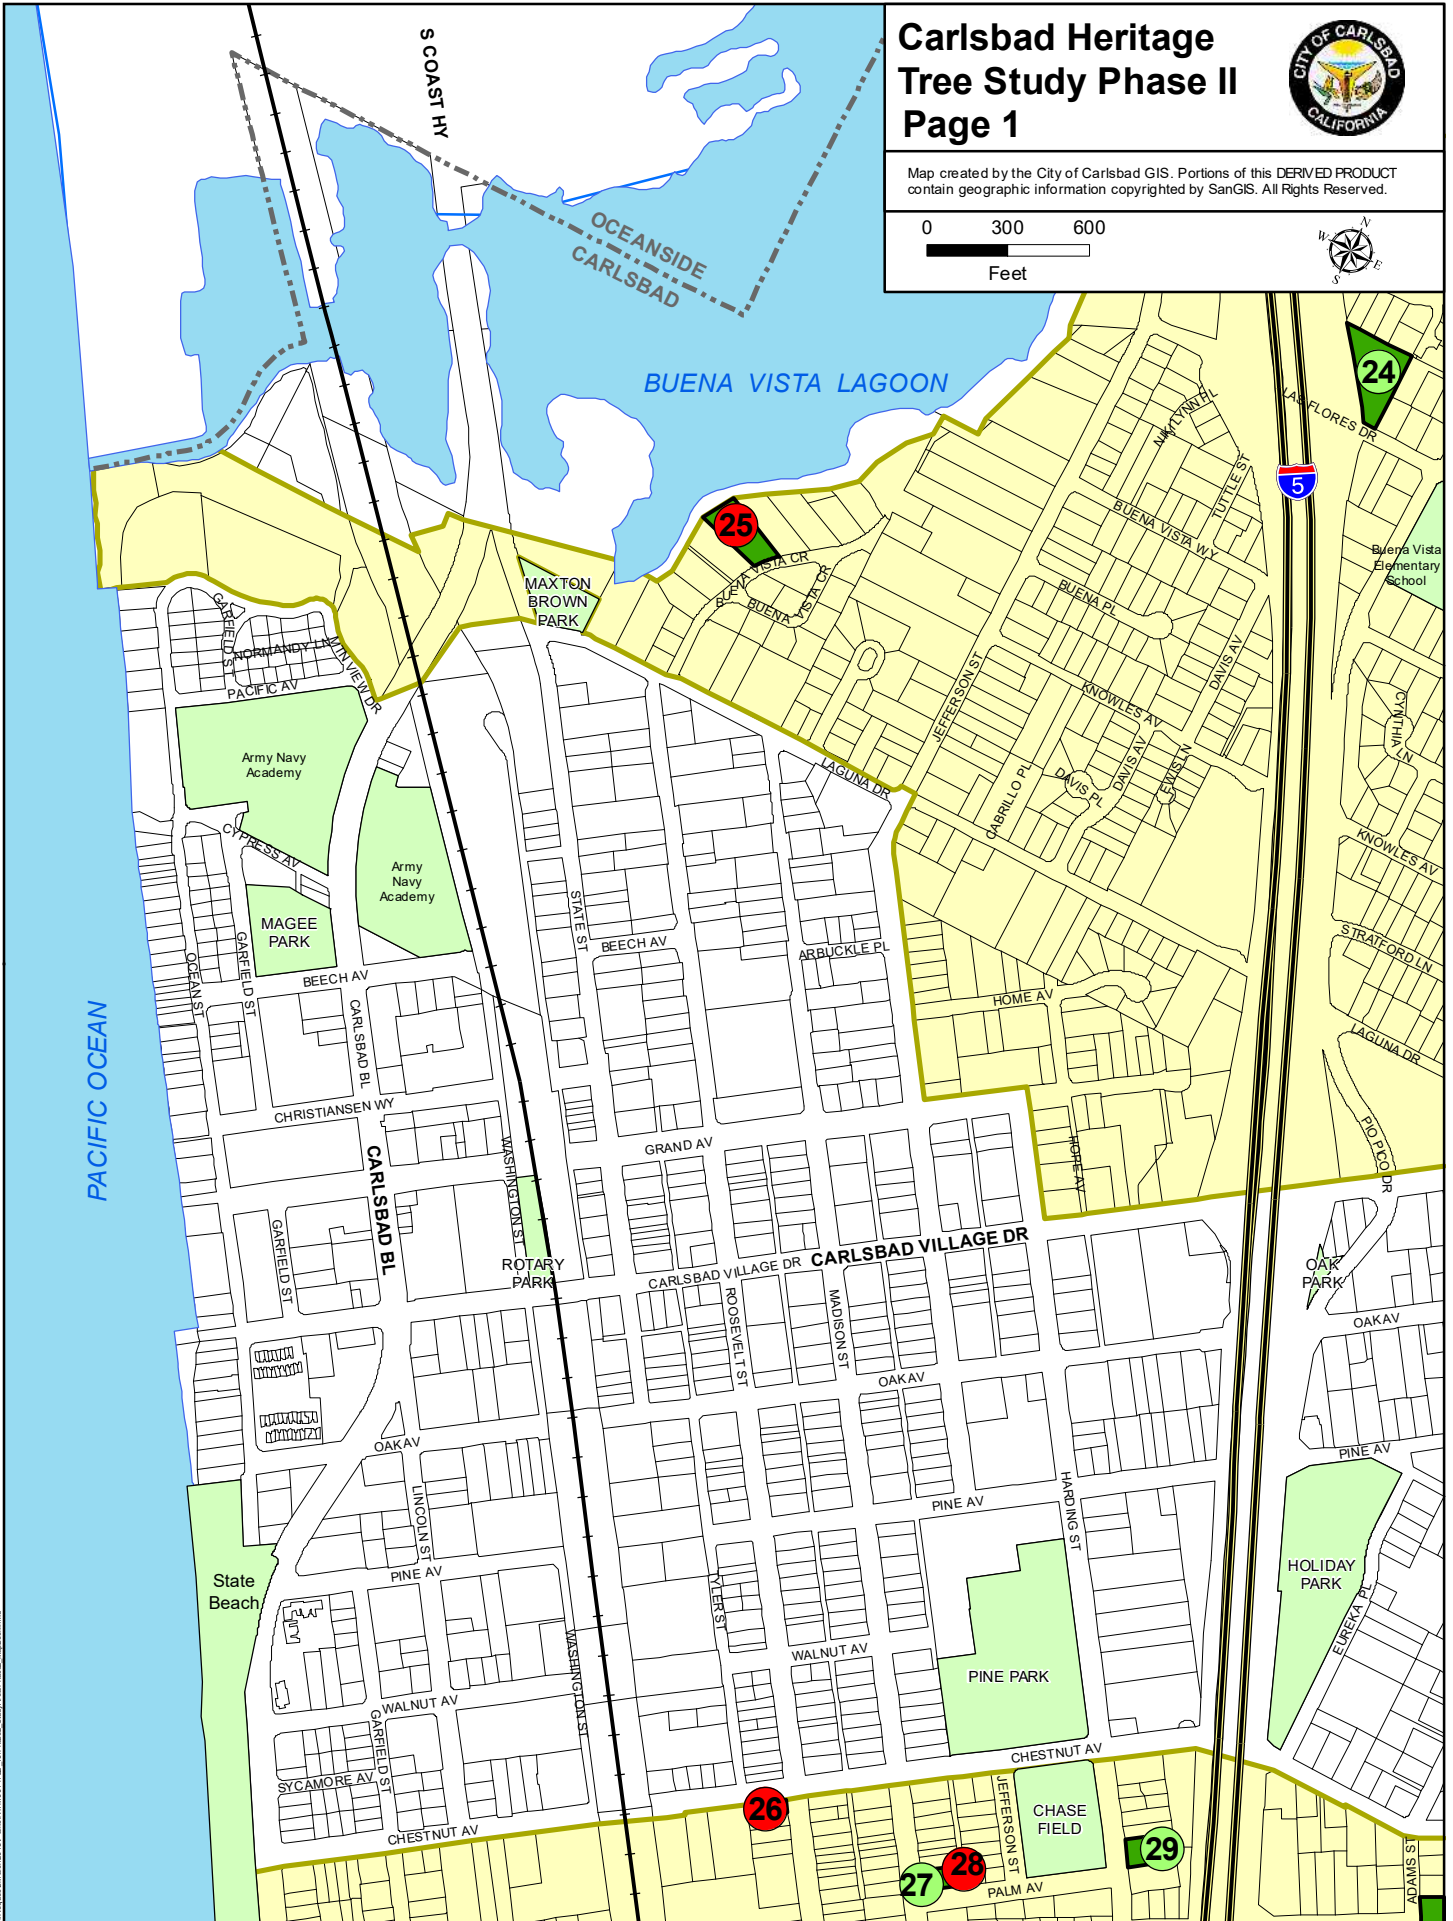 Carlsbad Heritage
Tree Study Phase II
Page 1
CITY OF CARLSBAD
CALIFORNIA
Map created by the City of Carlsbad GIS. Portions of this DERIVED PRODUCT
contain geographic information copyrighted by SanGIS. All Rights Reserved.
0 300 600
Feet
N
W
E
S
S COAST HY
OCEANSIDE
CARLSBAD
BUENA VISTA LAGOON
24
LAS FLORES DR
NIKI LYNN PL
TUTTLE ST
5
25
BUENA VISTA WY
Buena Vista
Elementary
School
BUENA VISTA CR
BUENA VISTA CR
MAXTON
BROWN
PARK
BUENA PL
GARFIELD ST
NORMANDY LN
MTN VIEW DR
PACIFIC AV
JEFFERSON ST
DAVIS AV
KNOWLES AV
CYNTHIA LN
Army Navy
Academy
LAGUNA DR
CABRILLO PL
DAVIS PL
DAVIS AV
CYPRESS AV
KNOWLES AV
Army
Navy
Academy
MAGEE
PARK
STATE ST
BEECH AV
ARBUCKLE PL
STRATFORD LN
OCEAN ST
GARFIELD ST
BEECH AV
HOME AV
CARLSBAD BL
LAGUNA DR
PACIFIC OCEAN
CHRISTIANSEN WY
GRAND AV
PIO PICO DR
HOPE AV
CARLSBAD BL
WASHINGTON ST
GARFIELD ST
ROTARY
PARK
CARLSBAD VILLAGE DR
CARLSBAD VILLAGE DR
OAK
PARK
ROOSEVELT ST
MADISON ST
OAK AV
OAK AV
OAK AV
PINE AV
LINCOLN ST
HARDING ST
PINE AV
PINE AV
State
Beach
TYLER ST
HOLIDAY
PARK
EUREKA PL
WALNUT AV
WASHINGTON ST
PINE PARK
WALNUT AV
GARFIELD ST
SYCAMORE AV
CHESTNUT AV
CHESTNUT AV
26
JEFFERSON ST
CHASE
FIELD
27
28
29
PALM AV
ADAMS ST